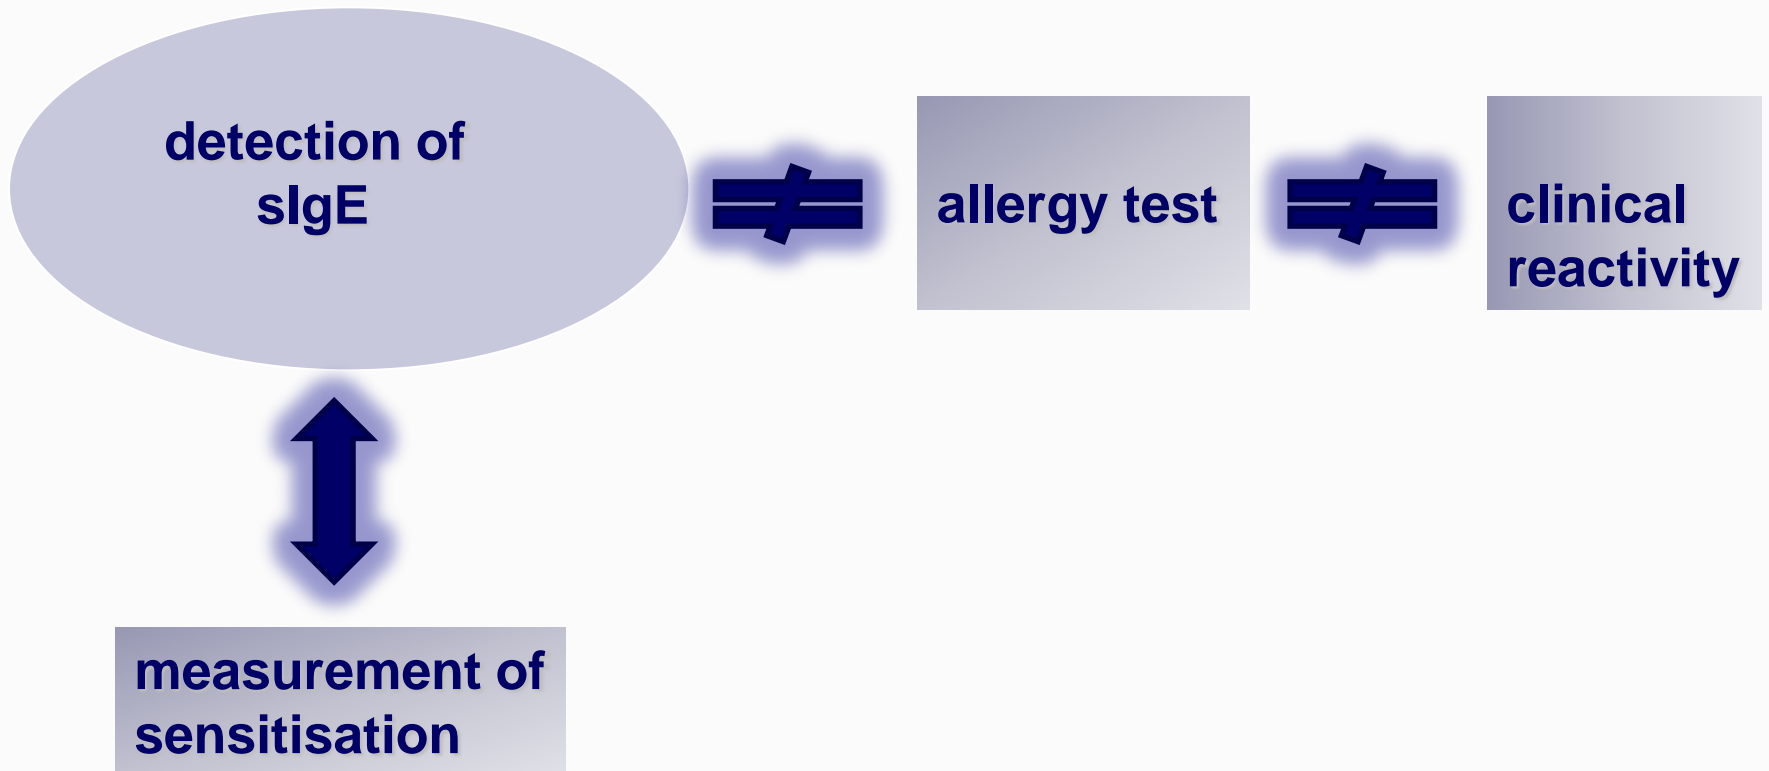 detection of
sIgE
≠
allergy test
≠
clinical
reactivity
measurement of
sensitisation